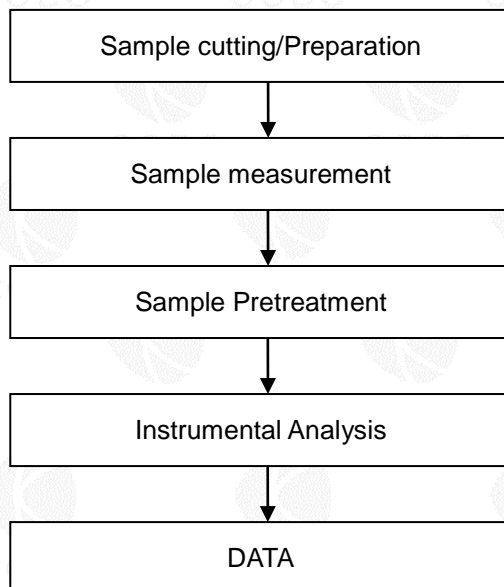 Sample cutting/Preparation
Sample measurement
Sample Pretreatment
Instrumental Analysis
DATA